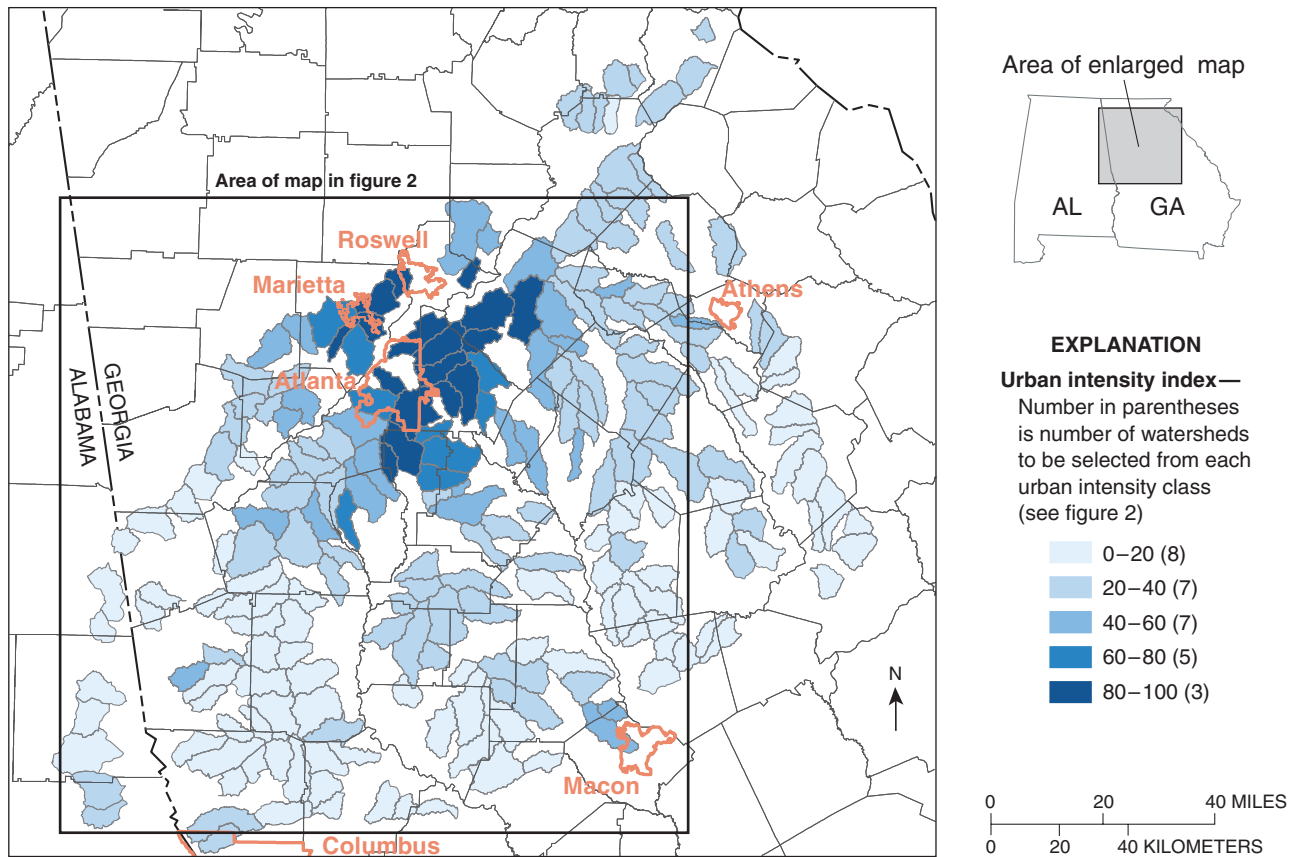 Area of map in figure 2
Roswell
Marietta
Athens
Atlanta
GEORGIA
ALABAMA
Macon
Columbus
N
Area of enlarged map
AL
GA
EXPLANATION
Urban intensity index—
Number in parentheses
is number of watersheds
to be selected from each
urban intensity class
(see figure 2)
0–20 (8)
20–40 (7)
40–60 (7)
60–80 (5)
80–100 (3)
0 20 40 MILES
0 20 40 KILOMETERS